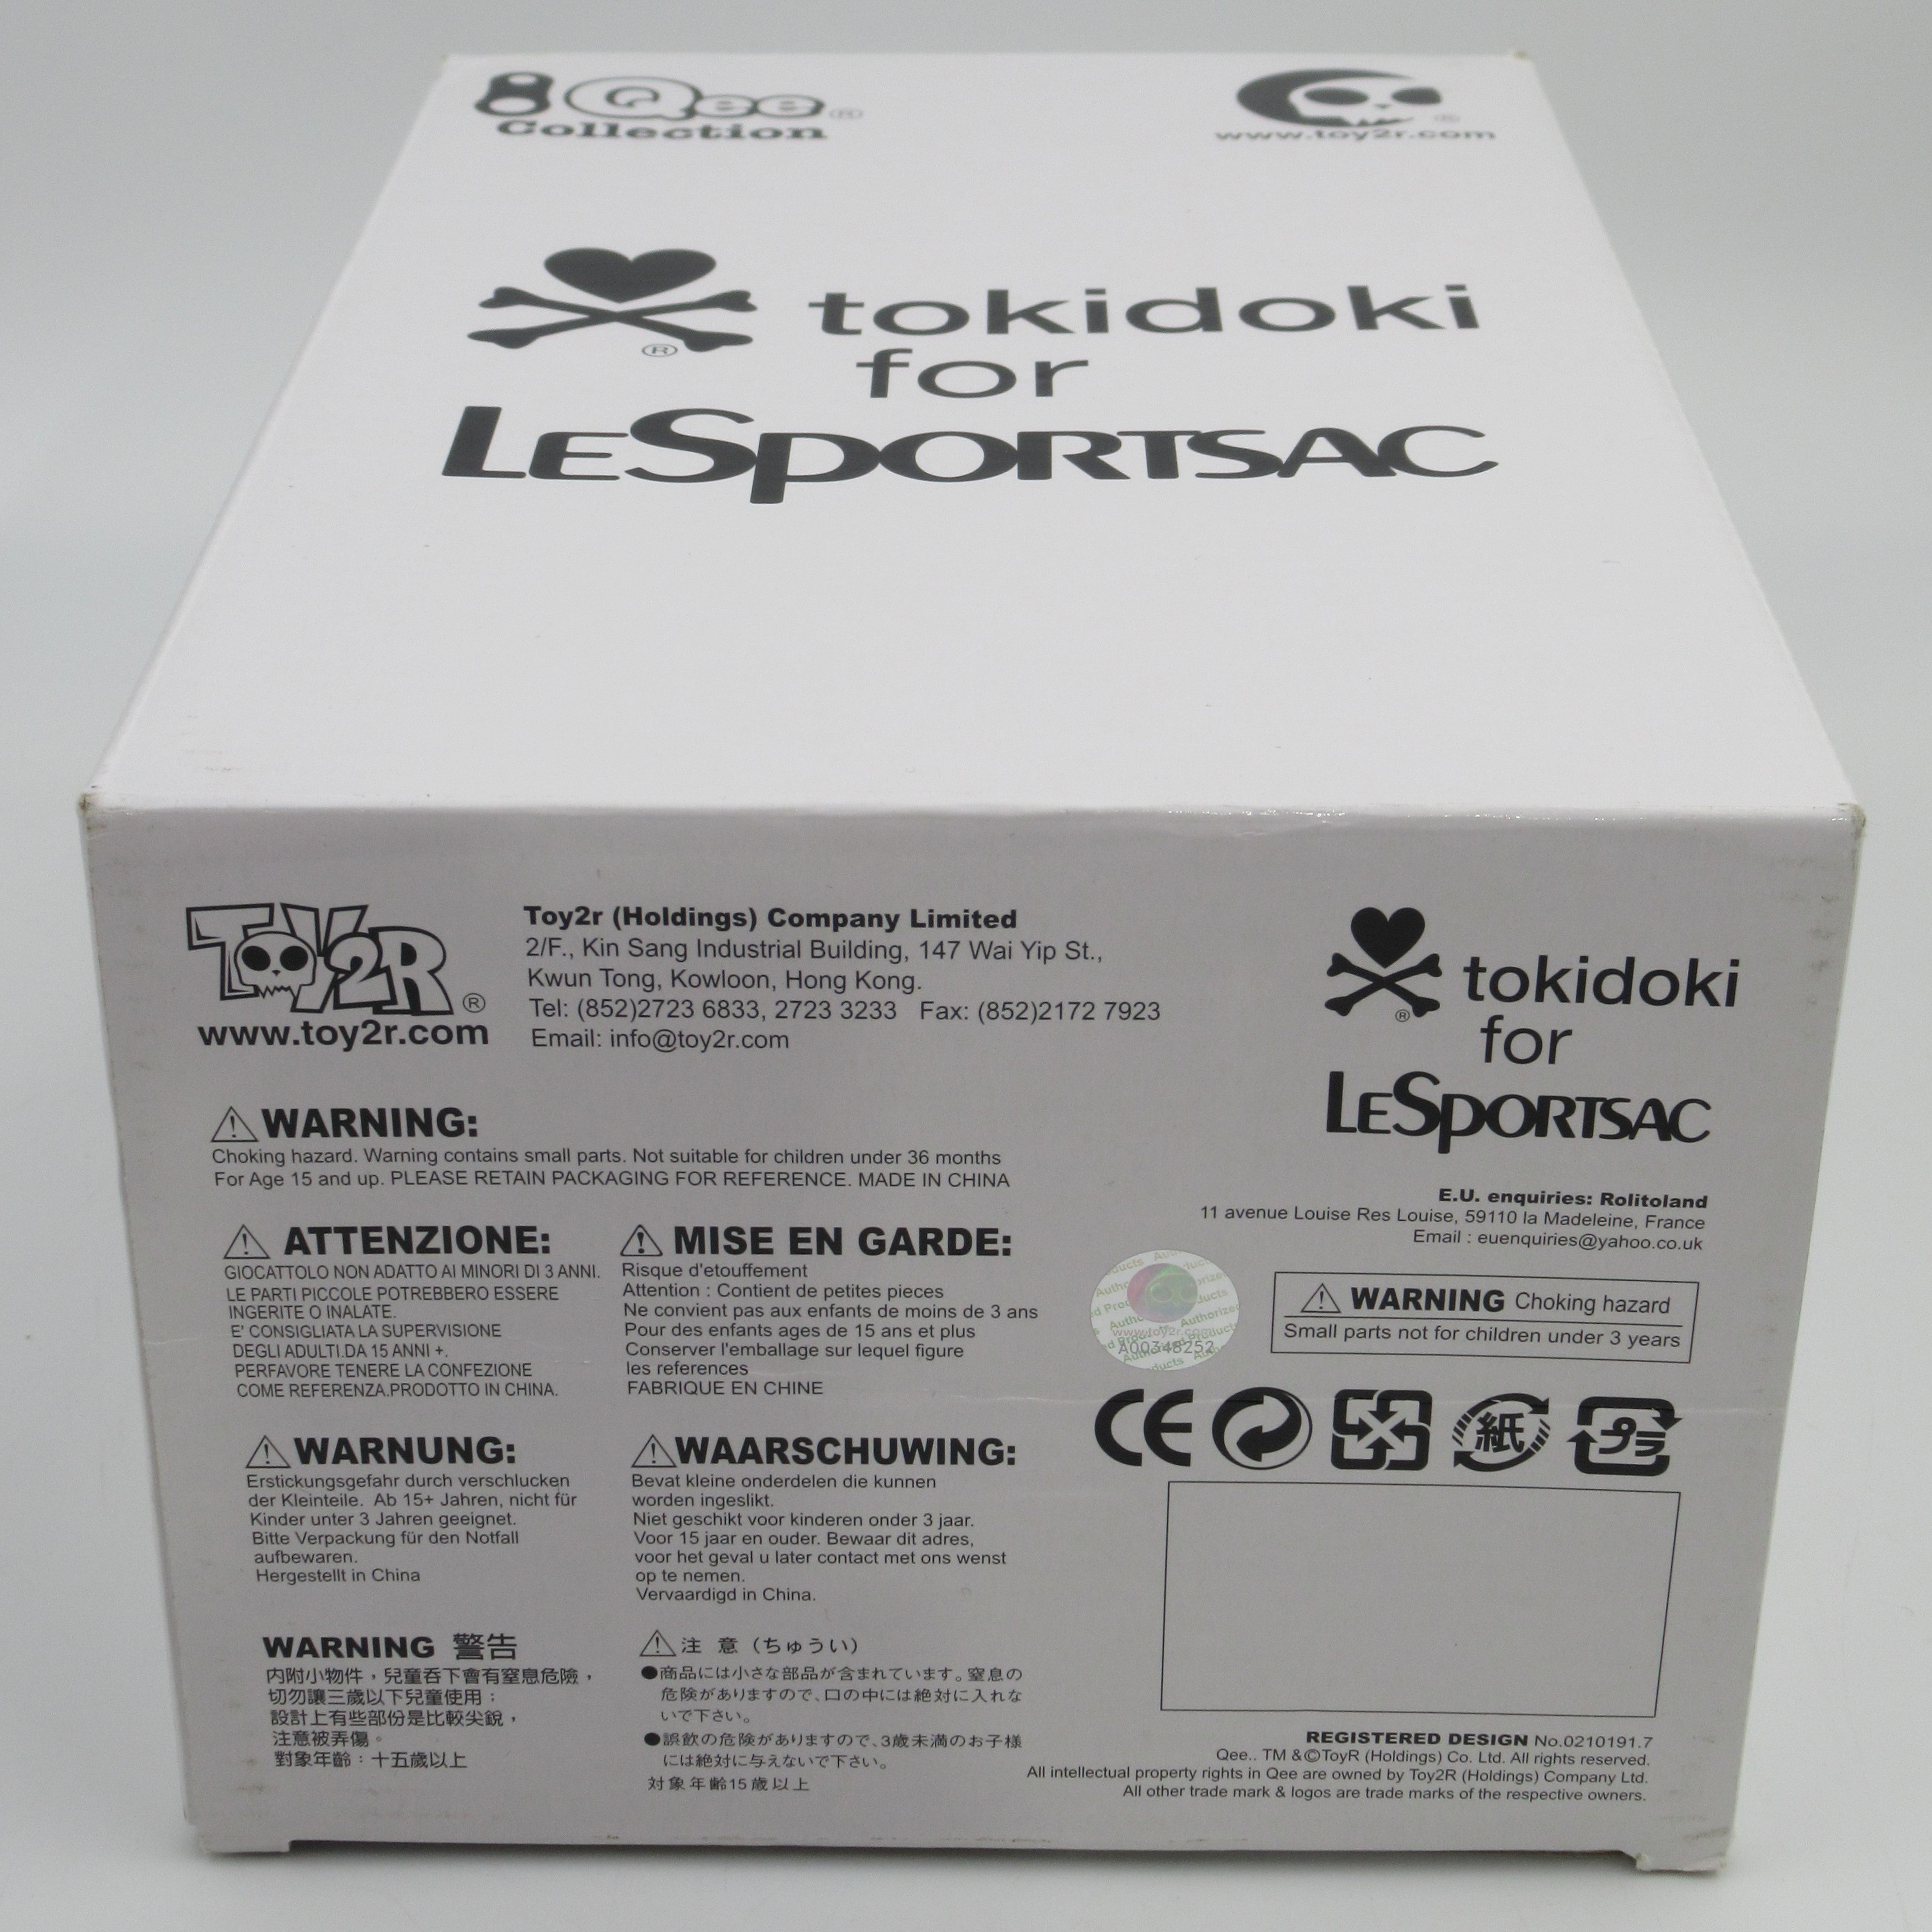 Qee®
Collection
www.toy2r.com
tokidoki
for
LeSportsac
®
TOY2R®
www.toy2r.com
Toy2r (Holdings) Company Limited
2/F., Kin Sang Industrial Building, 147 Wai Yip St.,
Kwun Tong, Kowloon, Hong Kong.
Tel: (852)2723 6833, 2723 3233 Fax: (852)2172 7923
Email: info@toy2r.com
tokidoki
®
for
LeSportsac
WARNING:
Choking hazard. Warning contains small parts. Not suitable for children under 36 months
For Age 15 and up. PLEASE RETAIN PACKAGING FOR REFERENCE. MADE IN CHINA
ATTENZIONE:
GIOCATTOLO NON ADATTO AI MINORI DI 3 ANNI.
LE PARTI PICCOLE POTREBBERO ESSERE
INGERITE O INALATE.
E' CONSIGLIATA LA SUPERVISIONE
DEGLI ADULTI.DA 15 ANNI +.
PERFAVORE TENERE LA CONFEZIONE
COME REFERENZA.PRODOTTO IN CHINA.
MISE EN GARDE:
Risque d'etouffement
Attention : Contient de petites pieces
Ne convient pas aux enfants de moins de 3 ans
Pour des enfants ages de 15 ans et plus
Conserver l'emballage sur lequel figure
les references
FABRIQUE EN CHINE
E.U. enquiries: Rolitoland
11 avenue Louise Res Louise, 59110 la Madeleine, France
Email : euenquiries@yahoo.co.uk
www.toy2r.com
A00348252
WARNING Choking hazard
Small parts not for children under 3 years
CE
紙
プラ
WARNUNG:
Erstickungsgefahr durch verschlucken
der Kleinteile. Ab 15+ Jahren, nicht für
Kinder unter 3 Jahren geeignet.
Bitte Verpackung für den Notfall
aufbewaren.
Hergestellt in China
WAARSCHUWING:
Bevat kleine onderdelen die kunnen
worden ingeslikt.
Niet geschikt voor kinderen onder 3 jaar.
Voor 15 jaar en ouder. Bewaar dit adres,
voor het geval u later contact met ons wenst
op te nemen.
Vervaardigd in China.
WARNING 警告
內附小物件，兒童吞下會有窒息危險，
切勿讓三歲以下兒童使用；
設計上有些部份是比較尖銳，
注意被弄傷。
對象年齡：十五歲以上
注意（ちゅうい）
●商品には小さな部品が含まれています。窒息の
危険がありますので、口の中には絶対に入れな
いで下さい。
●誤飲の危険がありますので、3歳未満のお子様
には絶対に与えないで下さい。
対象年齢15歳以上
REGISTERED DESIGN No.0210191.7
Qee.. TM &©ToyR (Holdings) Co. Ltd. All rights reserved.
All intellectual property rights in Qee are owned by Toy2R (Holdings) Company Ltd.
All other trade mark & logos are trade marks of the respective owners.